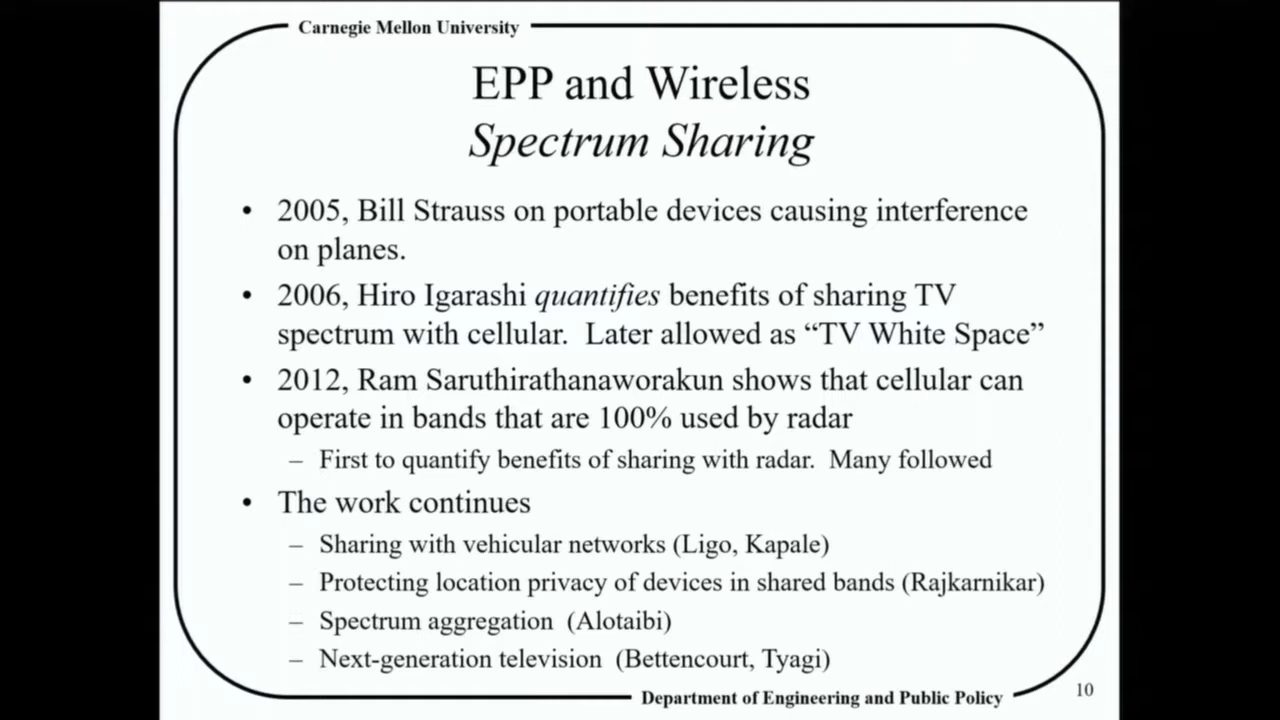 Carnegie Mellon University
EPP and Wireless
Spectrum Sharing
• 2005, Bill Strauss on portable devices causing interference
on planes.
• 2006, Hiro Igarashi quantifies benefits of sharing TV
spectrum with cellular.  Later allowed as “TV White Space”
• 2012, Ram Saruthirathanaworakun shows that cellular can
operate in bands that are 100% used by radar
– First to quantify benefits of sharing with radar.  Many followed
• The work continues
– Sharing with vehicular networks (Ligo, Kapale)
– Protecting location privacy of devices in shared bands (Rajkarnikar)
– Spectrum aggregation  (Alotaibi)
– Next-generation television  (Bettencourt, Tyagi)
Department of Engineering and Public Policy
10